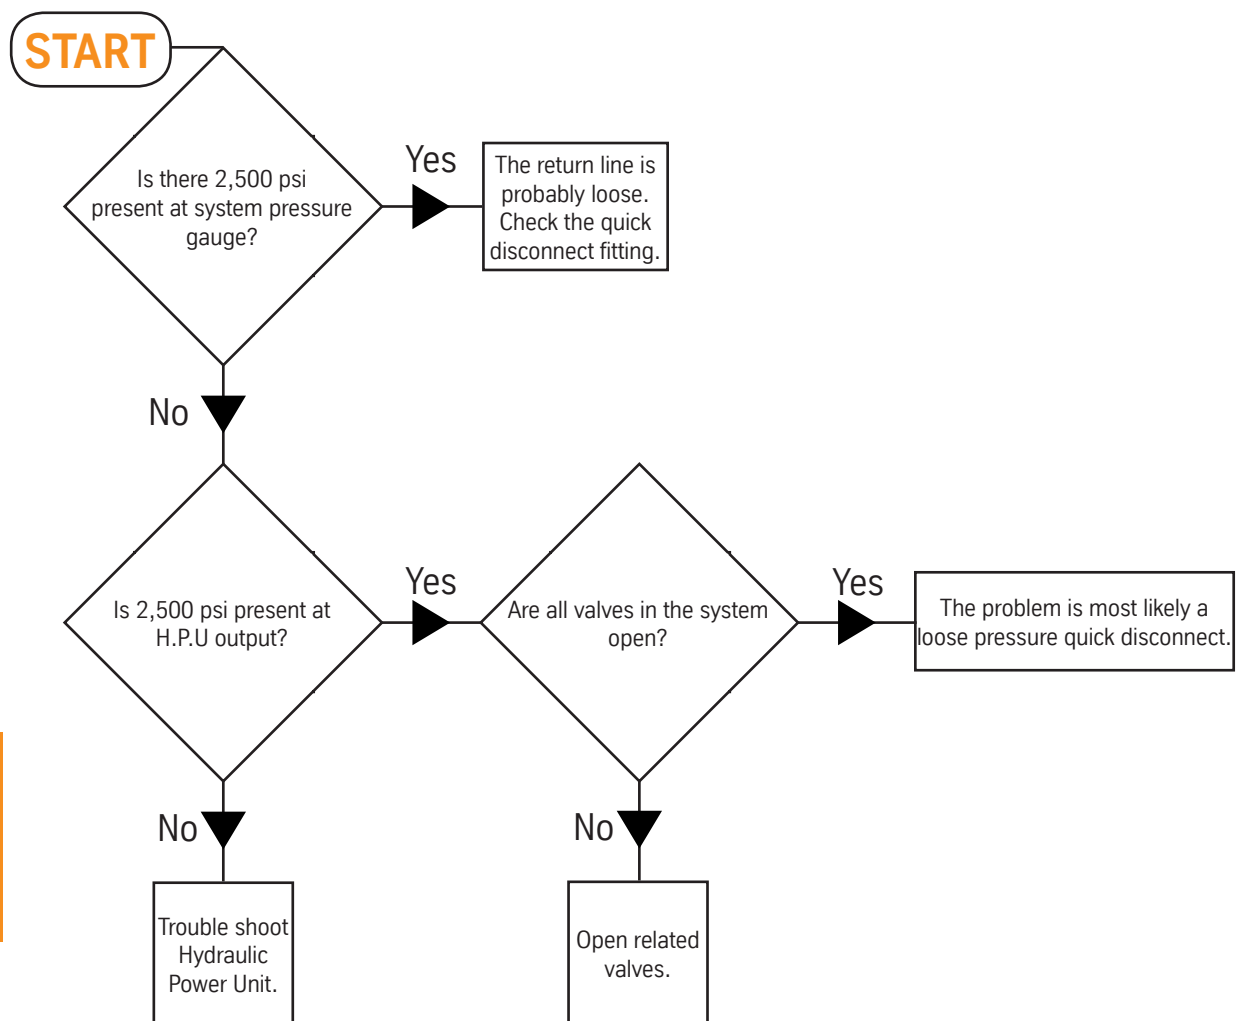 START
Is there 2,500 psi
present at system pressure
gauge?
Yes
The return line is
probably loose.
Check the quick
disconnect fitting.
No
Is 2,500 psi present at
H.P.U output?
Yes
Are all valves in the system
open?
Yes
The problem is most likely a
loose pressure quick disconnect.
No
Trouble shoot
Hydraulic
Power Unit.
No
Open related
valves.